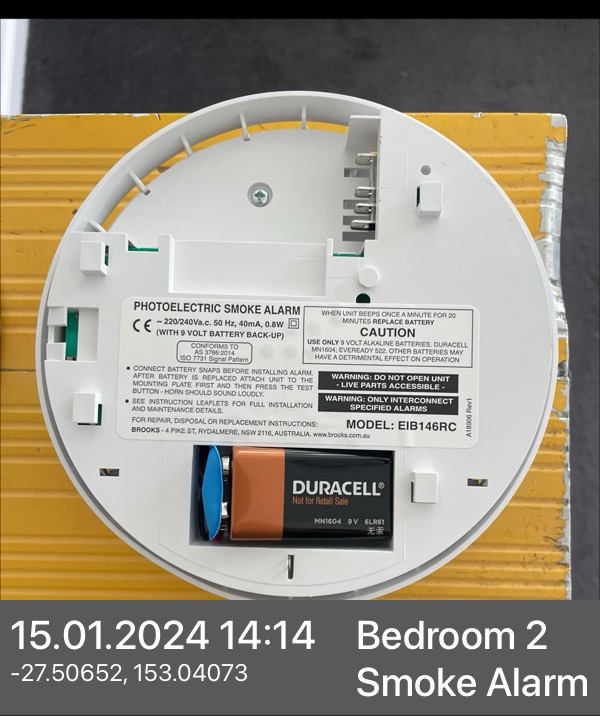 PHOTOELECTRIC SMOKE ALARM
CE ~ 220/240Va.c. 50 Hz, 40mA, 0.8W
(WITH 9 VOLT BATTERY BACK-UP)
CONFORMS TO
AS 3786:2014
ISO 7731 Signal Pattern
WHEN UNIT BEEPS ONCE A MINUTE FOR 20
MINUTES REPLACE BATTERY
CAUTION
USE ONLY 9 VOLT ALKALINE BATTERIES. DURACELL
MN1604; EVEREADY 522. OTHER BATTERIES MAY
HAVE A DETRIMENTAL EFFECT ON OPERATION
• CONNECT BATTERY SNAPS BEFORE INSTALLING ALARM.
AFTER BATTERY IS REPLACED ATTACH UNIT TO THE
MOUNTING PLATE FIRST AND THEN PRESS THE TEST
BUTTON - HORN SHOULD SOUND LOUDLY.
• SEE INSTRUCTION LEAFLETS FOR FULL INSTALLATION
AND MAINTENANCE DETAILS.
WARNING: DO NOT OPEN UNIT
- LIVE PARTS ACCESSIBLE -
WARNING: ONLY INTERCONNECT
SPECIFIED ALARMS
FOR REPAIR, DISPOSAL OR REPLACEMENT INSTRUCTIONS:
BROOKS - 4 PIKE ST, RYDALMERE, NSW 2116, AUSTRALIA. www.brooks.com.au
MODEL: EIB146RC
A18906 Rev1
DURACELL®
Not for Retail Sale
MN1604 9V 6LR61
无汞
15.01.2024 14:14
-27.50652, 153.04073
Bedroom 2
Smoke Alarm